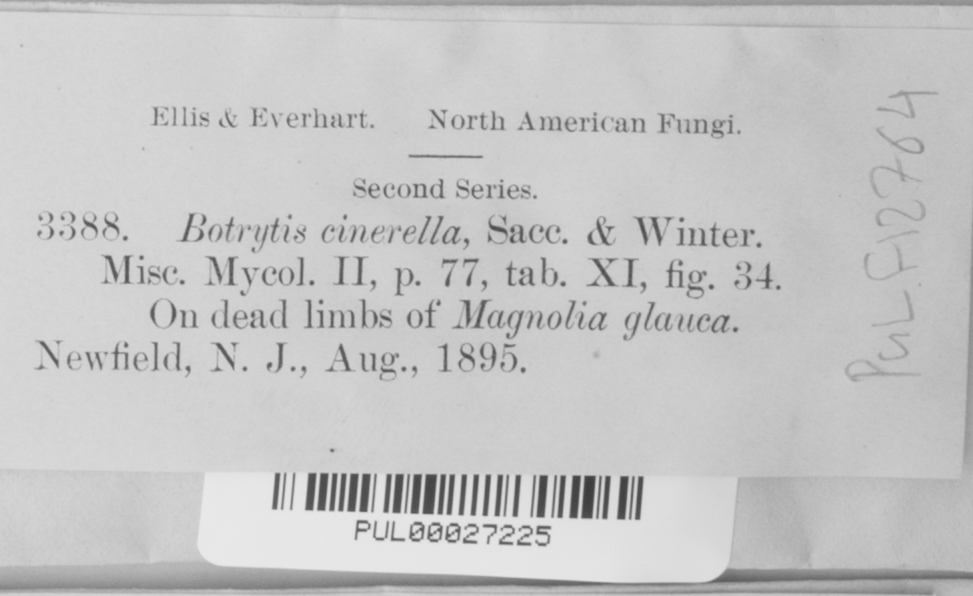 Ellis & Everhart. North American Fungi.
Second Series.
3388. Botrytis cinerella, Sacc. & Winter.
Misc. Mycol. II, p. 77, tab. XI, fig. 34.
On dead limbs of Magnolia glauca.
Newfield, N. J., Aug., 1895.
PUL F12764
PUL00027225